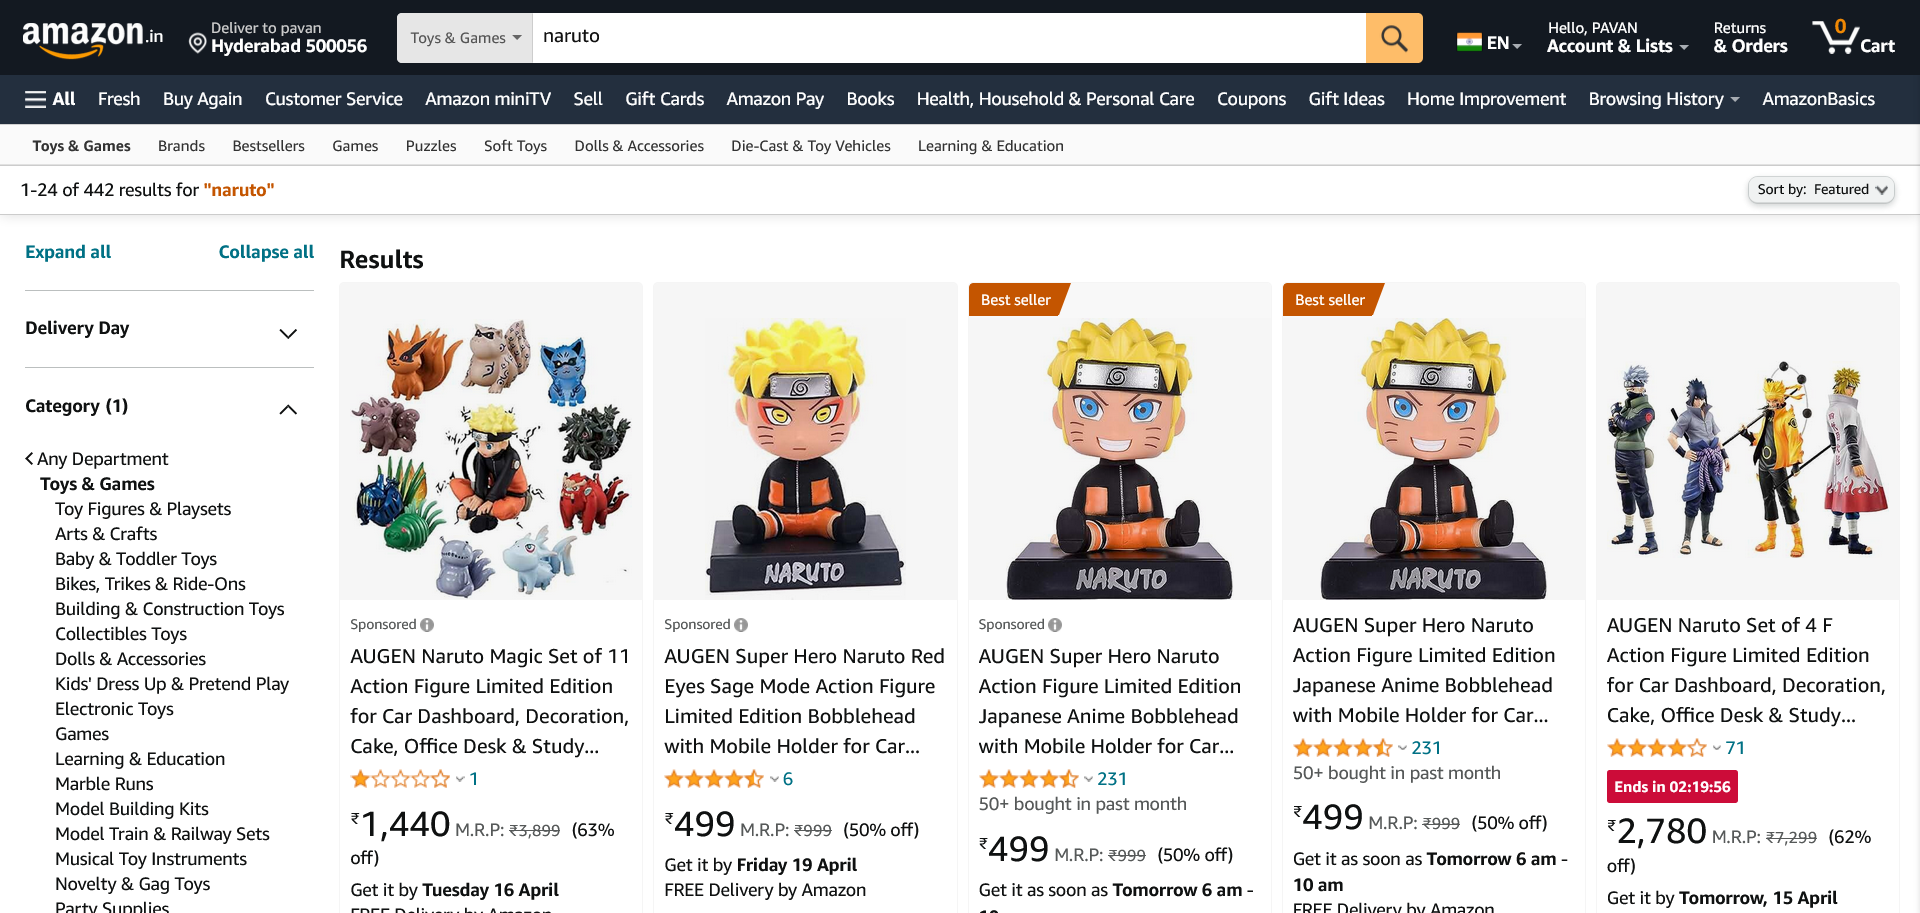 amazon.in
Deliver to pavan
Hyderabad 500056
Toys & Games
naruto
EN
Hello, PAVAN
Account & Lists
Returns
& Orders
0
Cart
All Fresh Buy Again Customer Service Amazon miniTV Sell Gift Cards Amazon Pay Books Health, Household & Personal Care Coupons Gift Ideas Home Improvement Browsing History AmazonBasics
Toys & Games Brands Bestsellers Games Puzzles Soft Toys Dolls & Accessories Die-Cast & Toy Vehicles Learning & Education
1-24 of 442 results for "naruto"
Sort by: Featured
Expand all Collapse all
Delivery Day
Category (1)
Any Department
Toys & Games
Toy Figures & Playsets
Arts & Crafts
Baby & Toddler Toys
Bikes, Trikes & Ride-Ons
Building & Construction Toys
Collectibles Toys
Dolls & Accessories
Kids' Dress Up & Pretend Play
Electronic Toys
Games
Learning & Education
Marble Runs
Model Building Kits
Model Train & Railway Sets
Musical Toy Instruments
Novelty & Gag Toys
Party Supplies
Results
Sponsored
AUGEN Naruto Magic Set of 11
Action Figure Limited Edition
for Car Dashboard, Decoration,
Cake, Office Desk & Study...
1
₹1,440 M.R.P: ₹3,899 (63%
off)
Get it by Tuesday 16 April
FREE Delivery by Amazon
NARUTO
Sponsored
AUGEN Super Hero Naruto Red
Eyes Sage Mode Action Figure
Limited Edition Bobblehead
with Mobile Holder for Car...
6
₹499 M.R.P: ₹999 (50% off)
Get it by Friday 19 April
FREE Delivery by Amazon
Best seller
NARUTO
Sponsored
AUGEN Super Hero Naruto
Action Figure Limited Edition
Japanese Anime Bobblehead
with Mobile Holder for Car...
231
50+ bought in past month
₹499 M.R.P: ₹999 (50% off)
Get it as soon as Tomorrow 6 am -
10
Best seller
NARUTO
AUGEN Super Hero Naruto
Action Figure Limited Edition
Japanese Anime Bobblehead
with Mobile Holder for Car...
231
50+ bought in past month
₹499 M.R.P: ₹999 (50% off)
Get it as soon as Tomorrow 6 am -
10 am
FREE Delivery by Amazon
AUGEN Naruto Set of 4 F
Action Figure Limited Edition
for Car Dashboard, Decoration,
Cake, Office Desk & Study...
71
Ends in 02:19:56
₹2,780 M.R.P: ₹7,299 (62%
off)
Get it by Tomorrow, 15 April